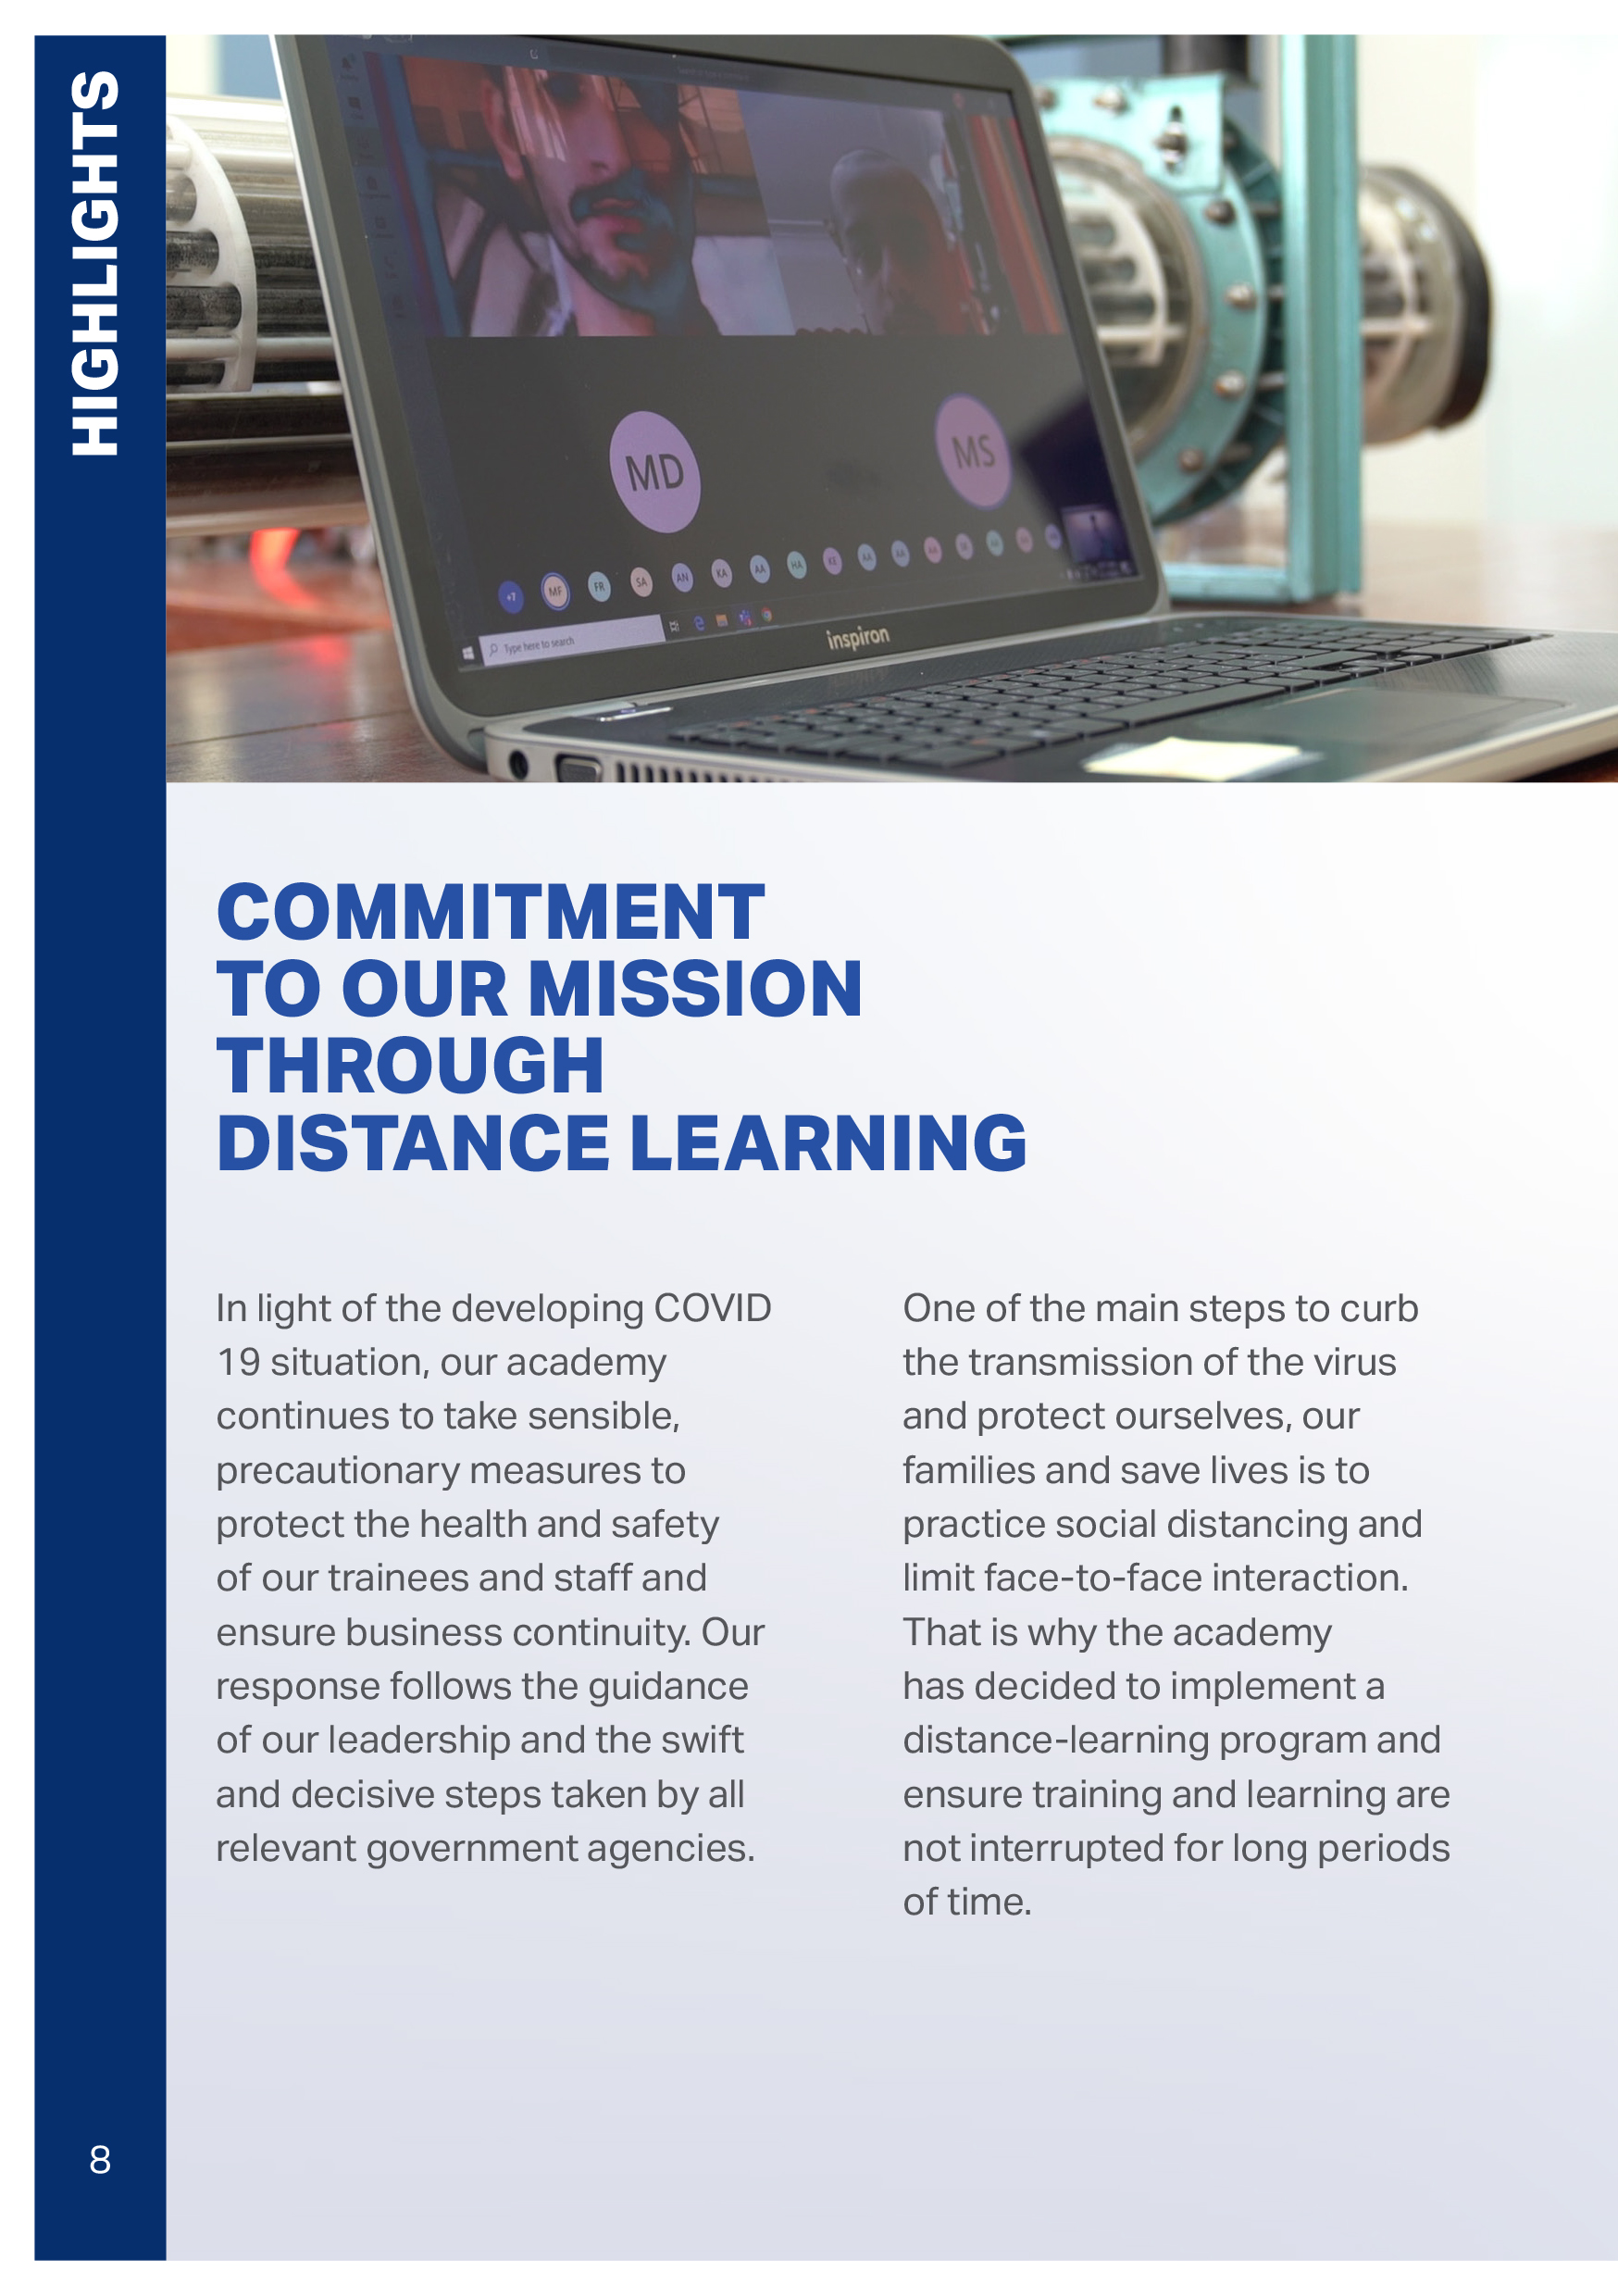 HIGHLIGHTS
MD
MS
+7
MF
FR
SA
AN
KA
AA
HA
KE
AA
AA
Type here to search
inspiron
COMMITMENT
TO OUR MISSION
THROUGH
DISTANCE LEARNING
In light of the developing COVID
19 situation, our academy
continues to take sensible,
precautionary measures to
protect the health and safety
of our trainees and staff and
ensure business continuity. Our
response follows the guidance
of our leadership and the swift
and decisive steps taken by all
relevant government agencies.
One of the main steps to curb
the transmission of the virus
and protect ourselves, our
families and save lives is to
practice social distancing and
limit face-to-face interaction.
That is why the academy
has decided to implement a
distance-learning program and
ensure training and learning are
not interrupted for long periods
of time.
8